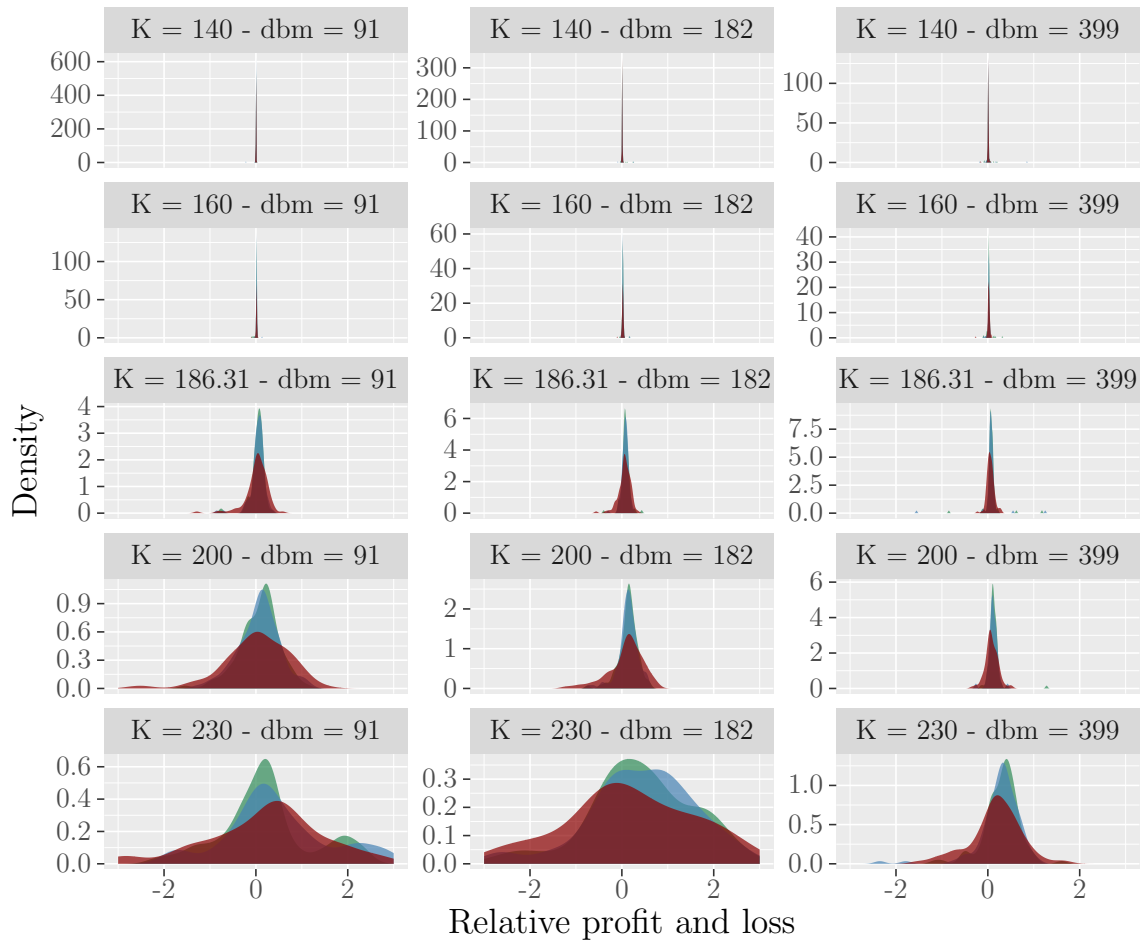 K = 140 - dbm = 91
K = 140 - dbm = 182
K = 140 - dbm = 399
600
400
200
0
300
200
100
0
100
50
0
K = 160 - dbm = 91
K = 160 - dbm = 182
K = 160 - dbm = 399
100
50
0
60
40
20
0
40
30
20
10
0
K = 186.31 - dbm = 91
K = 186.31 - dbm = 182
K = 186.31 - dbm = 399
4
3
2
1
0
6
4
2
0
7.5
5.0
2.5
0.0
Density
K = 200 - dbm = 91
K = 200 - dbm = 182
K = 200 - dbm = 399
0.9
0.6
0.3
0.0
2
1
0
6
4
2
0
K = 230 - dbm = 91
K = 230 - dbm = 182
K = 230 - dbm = 399
0.6
0.4
0.2
0.0
0.3
0.2
0.1
0.0
1.0
0.5
0.0
-2 0 2
-2 0 2
-2 0 2
Relative profit and loss